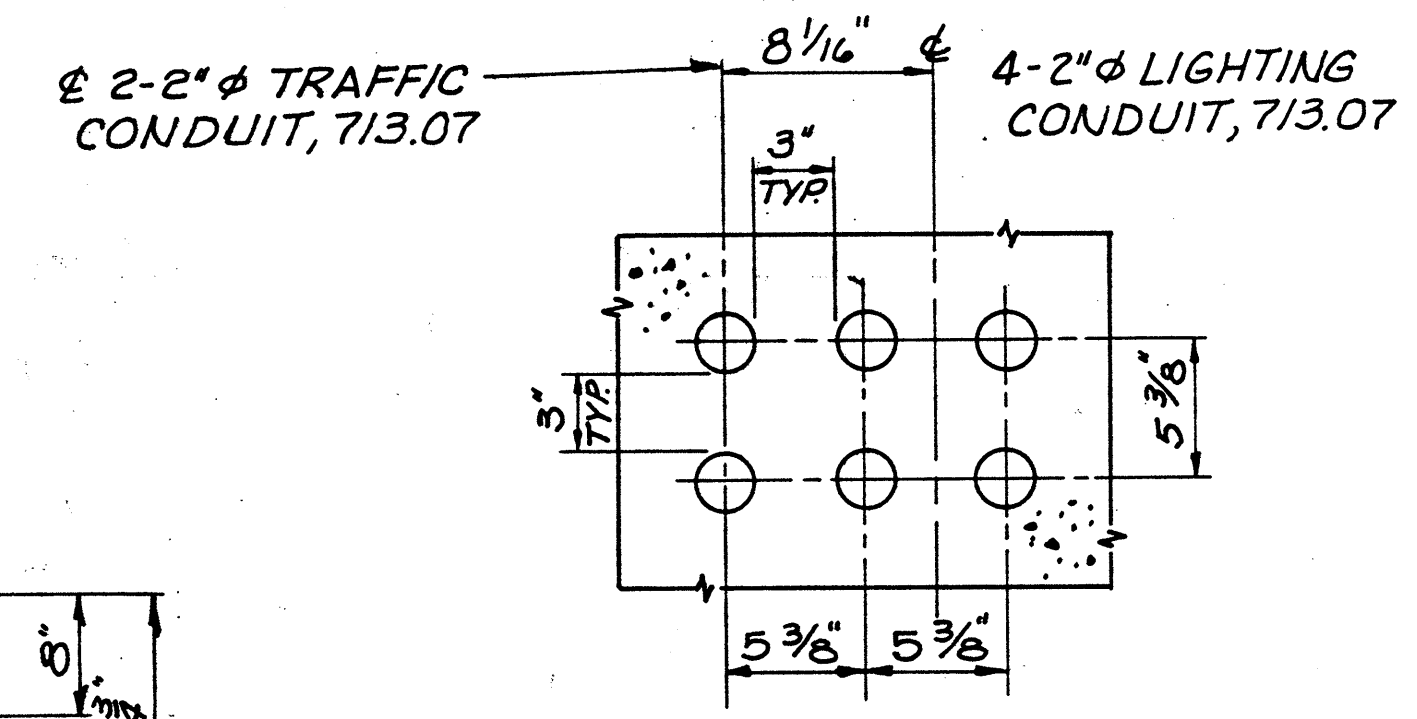 8 1/16"
℄
℄ 2-2"φ TRAFFIC
CONDUIT, 713.07
4-2"φ LIGHTING
CONDUIT, 713.07
3"
TYP.
3"
TYP.
5 3/8"
5 3/8"
5 3/8"
8"